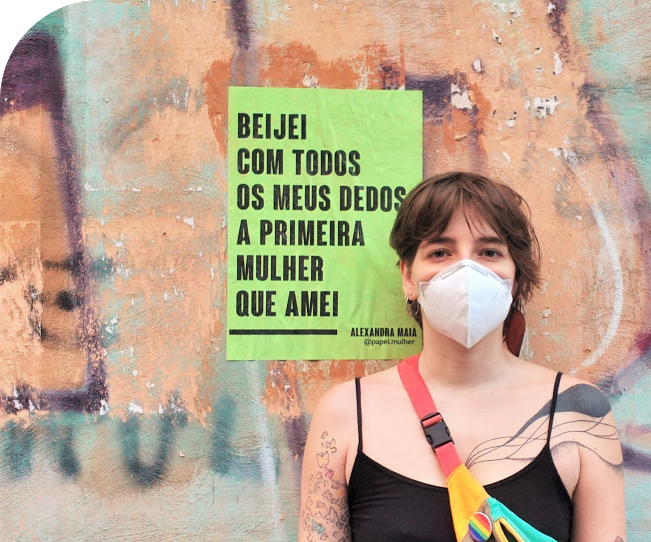 BEIJEI
COM TODOS
OS MEUS DEDOS
A PRIMEIRA
MULHER
QUE AMEI
ALEXANDRA MAIA
@papel.mulher